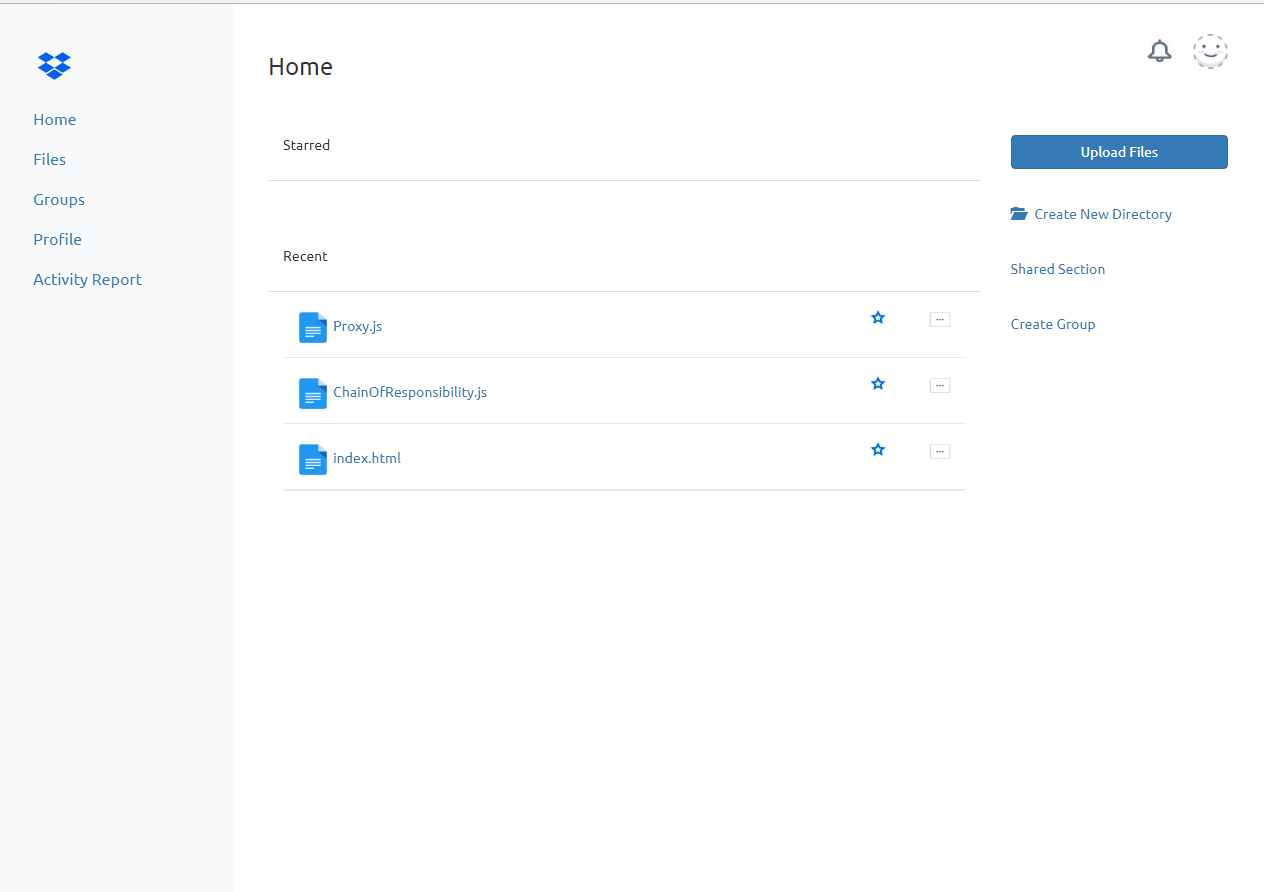 Home
Home
Files
Groups
Profile
Activity Report
Starred
Recent
Proxy.js
...
ChainOfResponsibility.js
...
index.html
...
Upload Files
Create New Directory
Shared Section
Create Group